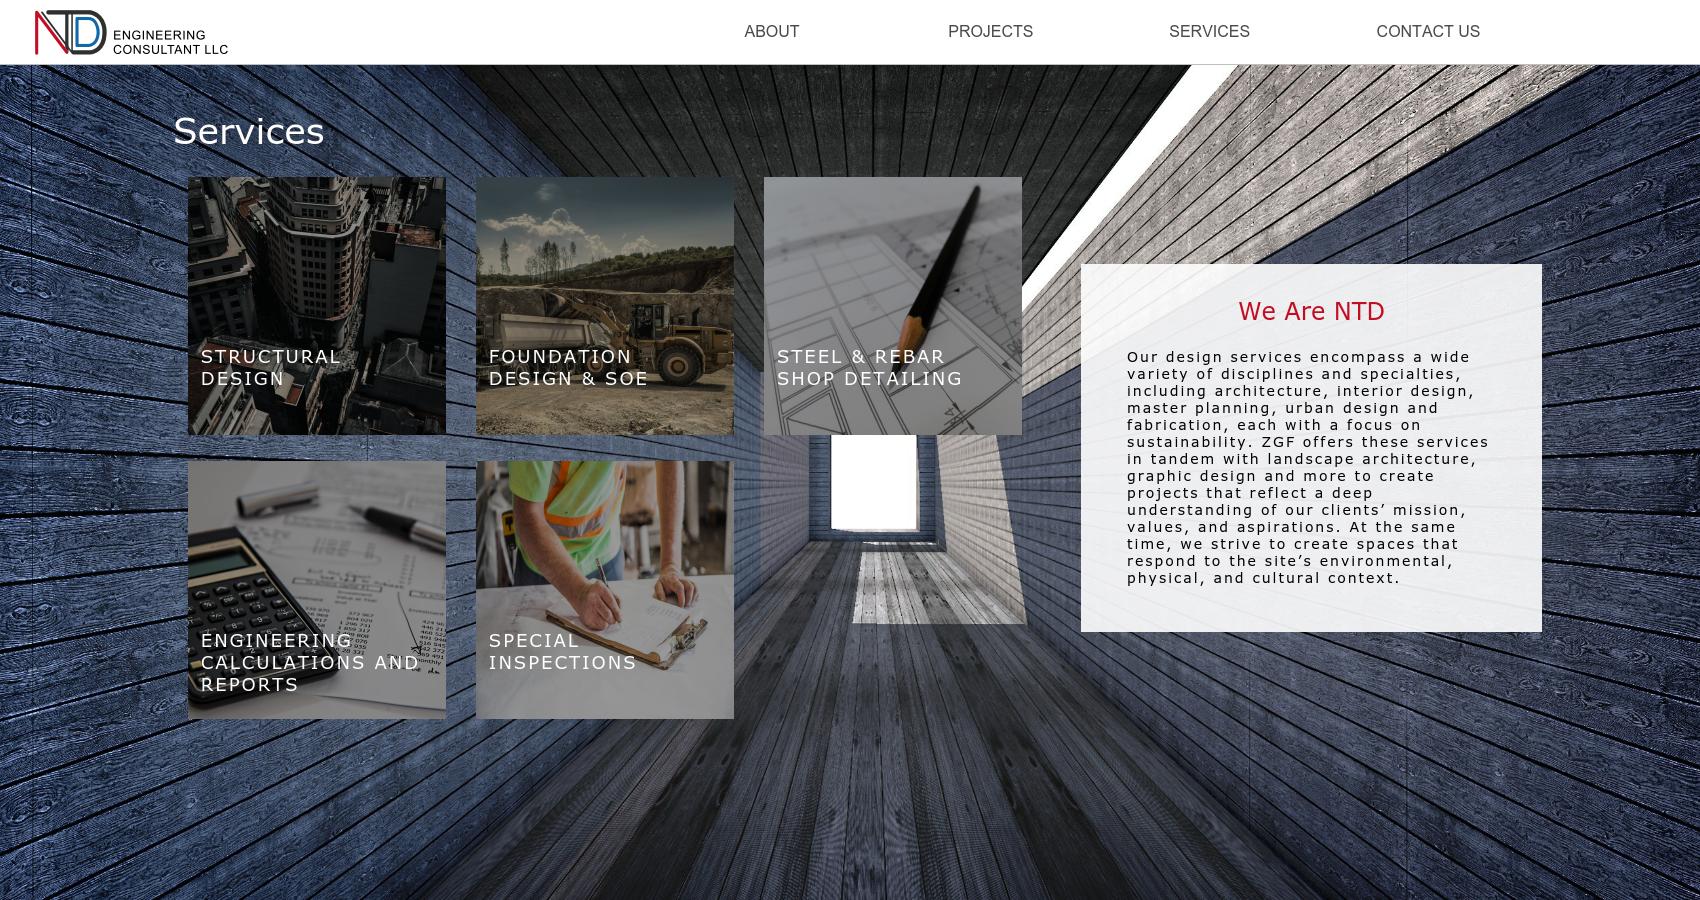 NTD ENGINEERING
CONSULTANT LLC
ABOUT
PROJECTS
SERVICES
CONTACT US
Services
STRUCTURAL
DESIGN
FOUNDATION
DESIGN & SOE
STEEL & REBAR
SHOP DETAILING
ENGINEERING
CALCULATIONS AND
REPORTS
SPECIAL
INSPECTIONS
We Are NTD
Our design services encompass a wide
variety of disciplines and specialties,
including architecture, interior design,
master planning, urban design and
fabrication, each with a focus on
sustainability. ZGF offers these services
in tandem with landscape architecture,
graphic design and more to create
projects that reflect a deep
understanding of our clients’ mission,
values, and aspirations. At the same
time, we strive to create spaces that
respond to the site’s environmental,
physical, and cultural context.